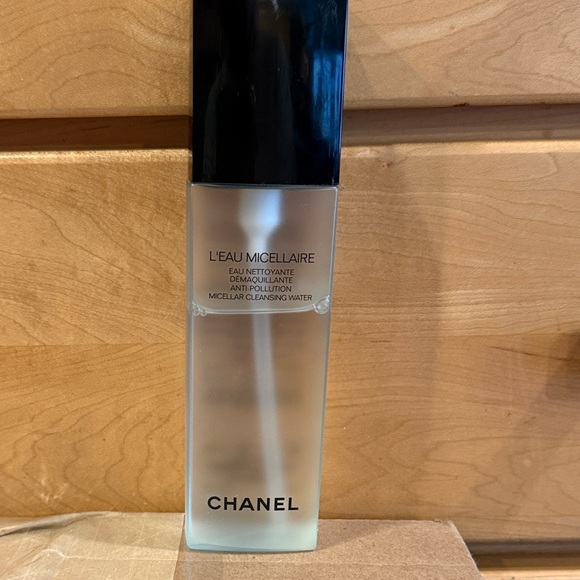 L'EAU MICELLAIRE
EAU NETTOYANTE
DÉMAQUILLANTE
ANTI-POLLUTION
MICELLAR CLEANSING WATER
CHANEL